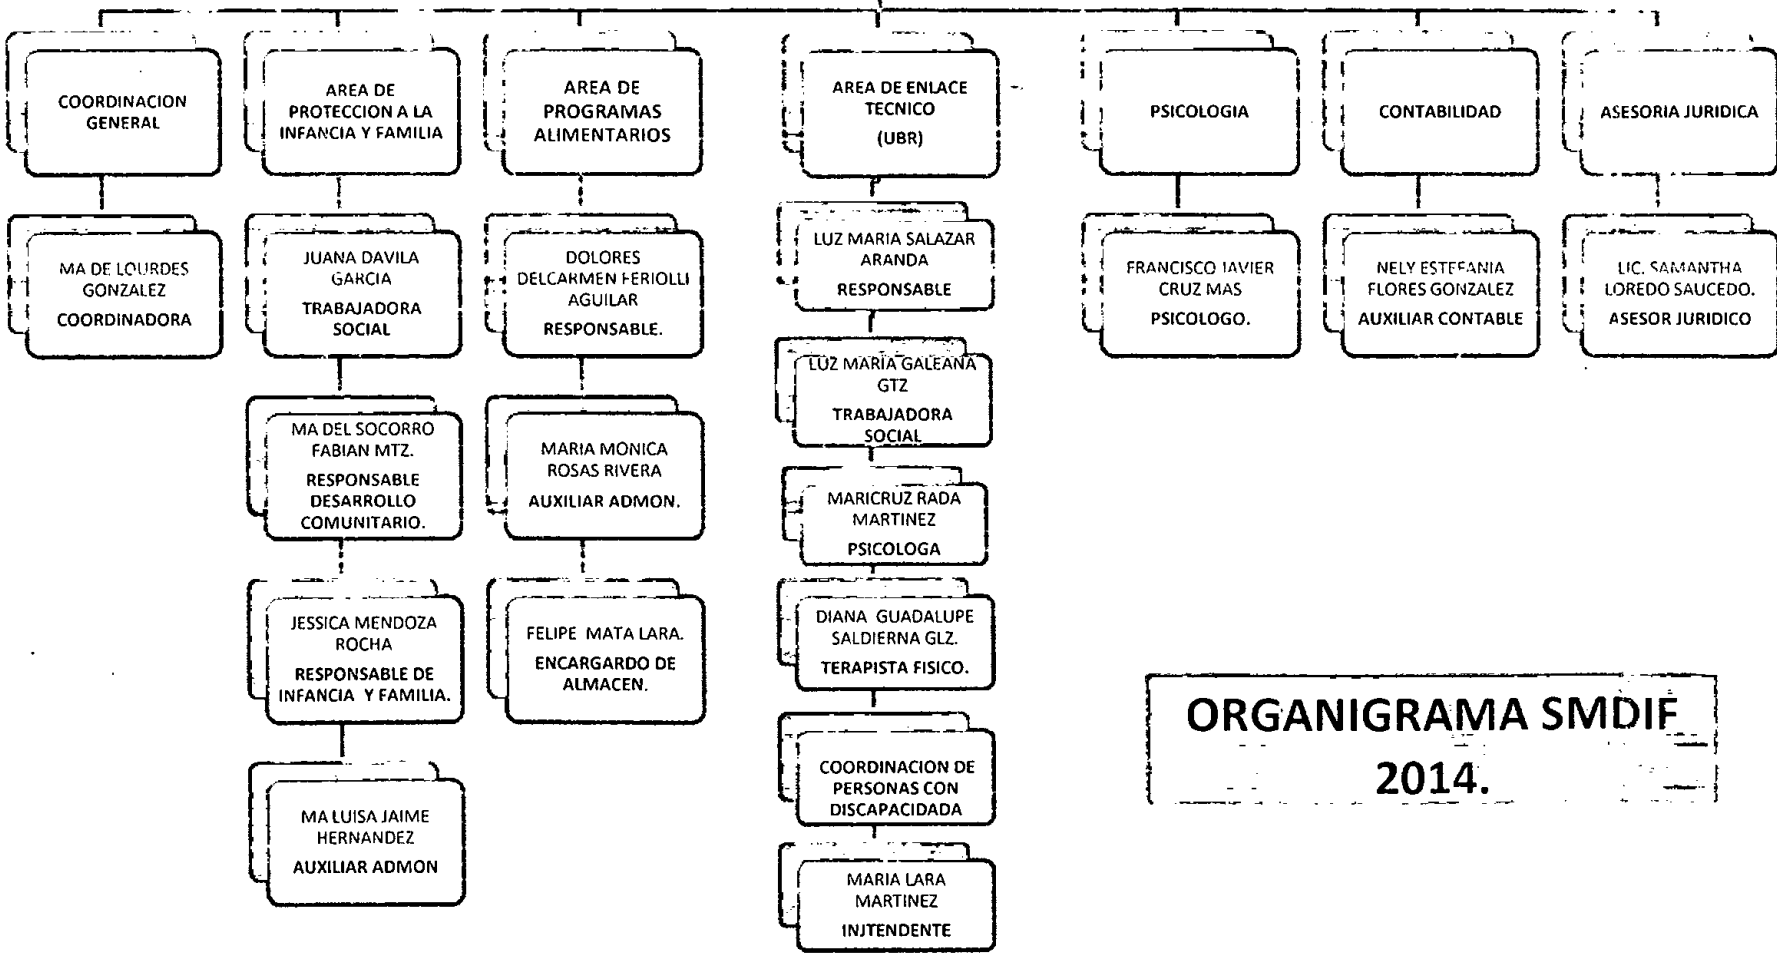 COORDINACION
GENERAL
MA DE LOURDES
GONZALEZ
COORDINADORA
AREA DE
PROTECCION A LA
INFANCIA Y FAMILIA
JUANA DAVILA
GARCIA
TRABAJADORA
SOCIAL
MA DEL SOCORRO
FABIAN MTZ.
RESPONSABLE
DESARROLLO
COMUNITARIO.
JESSICA MENDOZA
ROCHA
RESPONSABLE DE
INFANCIA Y FAMILIA.
MA LUISA JAIME
HERNANDEZ
AUXILIAR ADMON
AREA DE
PROGRAMAS
ALIMENTARIOS
DOLORES
DELCARMEN FERIOLLI
AGUILAR
RESPONSABLE.
MARIA MONICA
ROSAS RIVERA
AUXILIAR ADMON.
FELIPE MATA LARA.
ENCARGARDO DE
ALMACEN.
AREA DE ENLACE
TECNICO
(UBR)
LUZ MARIA SALAZAR
ARANDA
RESPONSABLE
LUZ MARIA GALEANA
GTZ
TRABAJADORA
SOCIAL
MARICRUZ RADA
MARTINEZ
PSICOLOGA
DIANA GUADALUPE
SALDIERNA GLZ.
TERAPISTA FISICO.
COORDINACION DE
PERSONAS CON
DISCAPACIDADA
MARIA LARA
MARTINEZ
INJTENDENTE
PSICOLOGIA
FRANCISCO JAVIER
CRUZ MAS
PSICOLOGO.
CONTABILIDAD
NELY ESTEFANIA
FLORES GONZALEZ
AUXILIAR CONTABLE
ASESORIA JURIDICA
LIC. SAMANTHA
LOREDO SAUCEDO.
ASESOR JURIDICO
ORGANIGRAMA SMDIF
2014.